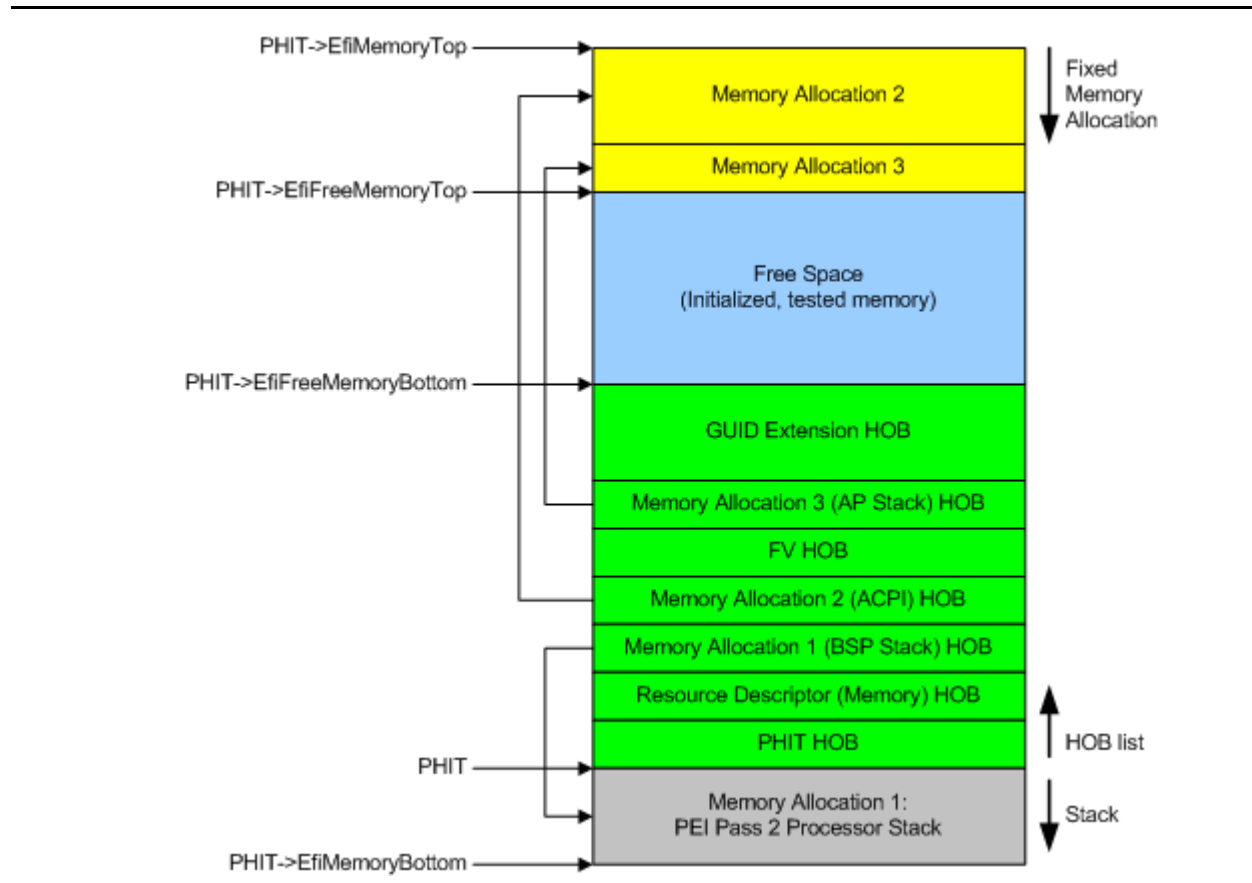 PHIT->EfiMemoryTop
Memory Allocation 2
Fixed
Memory
Allocation
Memory Allocation 3
PHIT->EfiFreeMemoryTop
Free Space
(Initialized, tested memory)
PHIT->EfiFreeMemoryBottom
GUID Extension HOB
Memory Allocation 3 (AP Stack) HOB
FV HOB
Memory Allocation 2 (ACPI) HOB
Memory Allocation 1 (BSP Stack) HOB
Resource Descriptor (Memory) HOB
PHIT HOB
HOB list
PHIT
Memory Allocation 1:
PEI Pass 2 Processor Stack
Stack
PHIT->EfiMemoryBottom